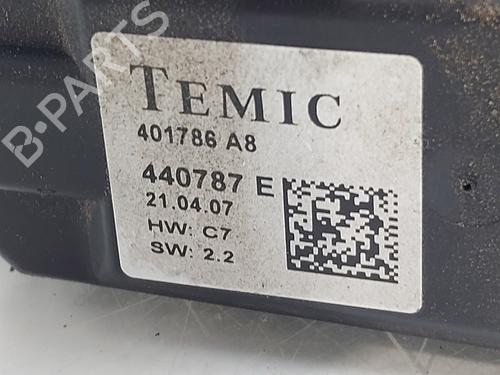 B-PARTS
TEMIC
401786 A8
440787 E
21.04.07
HW: C7
SW: 2.2